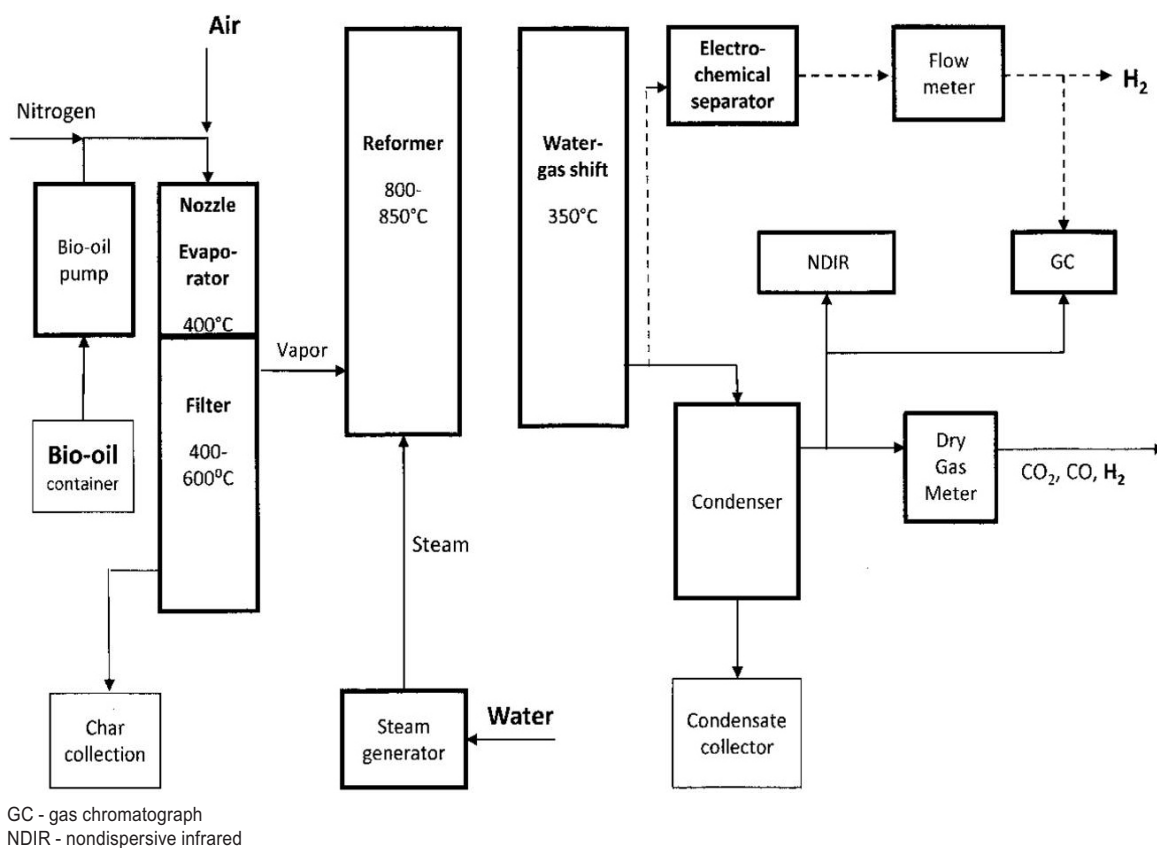 Air
Nitrogen
Bio-oil
pump
Nozzle
Evapo-
rator
400°C
Bio-oil
container
Filter
400-
600°C
Char
collection
Vapor
Reformer
800-
850°C
Steam
Steam
generator
Water
Water-
gas shift
350°C
Electro-
chemical
separator
Flow
meter
H₂
NDIR
GC
Condenser
Dry
Gas
Meter
CO₂, CO, H₂
Condensate
collector
GC - gas chromatograph
NDIR - nondispersive infrared